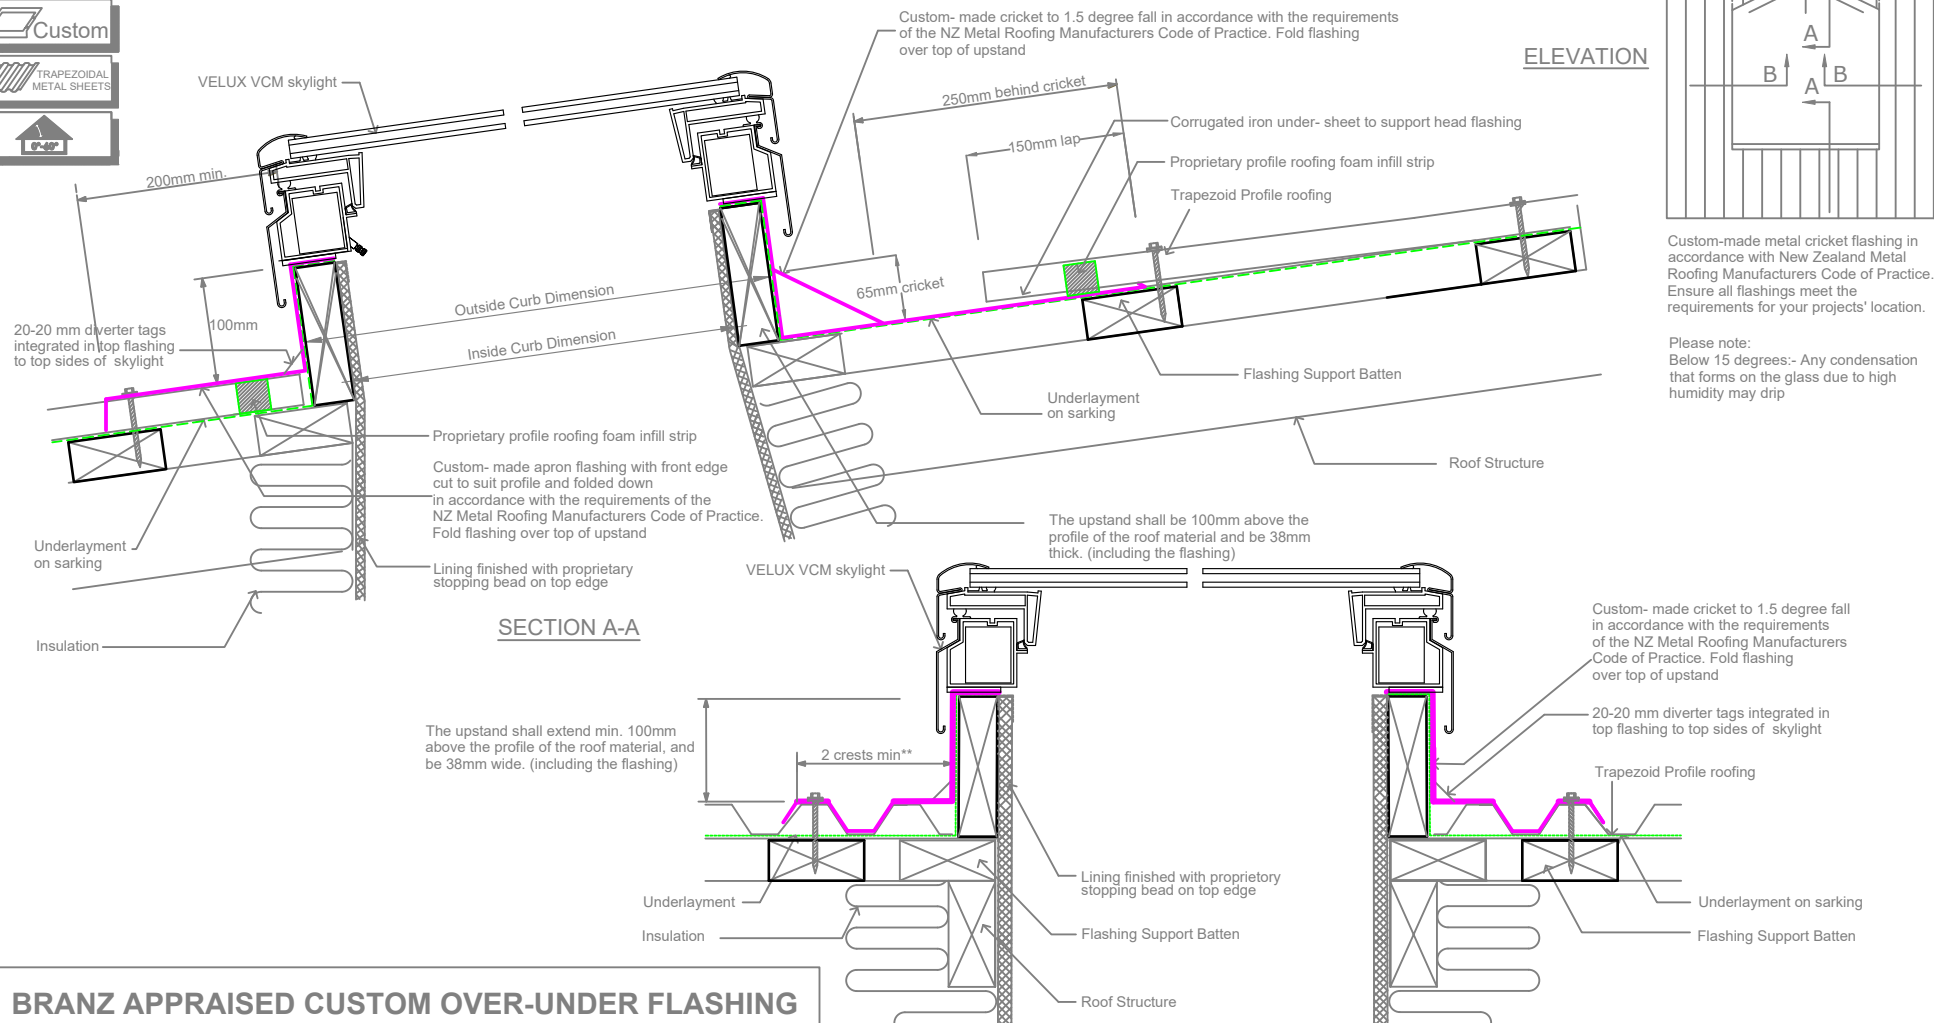 Custom
TRAPEZOIDAL
METAL SHEETS
0°-60°
VELUX VCM skylight
Custom- made cricket to 1.5 degree fall in accordance with the requirements
of the NZ Metal Roofing Manufacturers Code of Practice. Fold flashing
over top of upstand
ELEVATION
A
B
B
A
250mm behind cricket
150mm lap
Corrugated iron under- sheet to support head flashing
Proprietary profile roofing foam infill strip
Trapezoid Profile roofing
200mm min.
Custom-made metal cricket flashing in
accordance with New Zealand Metal
Roofing Manufacturers Code of Practice.
Ensure all flashings meet the
requirements for your projects' location.
Please note:
Below 15 degrees:- Any condensation
that forms on the glass due to high
humidity may drip
65mm cricket
Outside Curb Dimension
Inside Curb Dimension
100mm
20-20 mm diverter tags
integrated in top flashing
to top sides of skylight
Flashing Support Batten
Underlayment
on sarking
Roof Structure
Proprietary profile roofing foam infill strip
Custom- made apron flashing with front edge
cut to suit profile and folded down
in accordance with the requirements of the
NZ Metal Roofing Manufacturers Code of Practice.
Fold flashing over top of upstand
Underlayment
on sarking
Lining finished with proprietary
stopping bead on top edge
Insulation
SECTION A-A
The upstand shall be 100mm above the
profile of the roof material and be 38mm
thick. (including the flashing)
VELUX VCM skylight
Custom- made cricket to 1.5 degree fall
in accordance with the requirements
of the NZ Metal Roofing Manufacturers
Code of Practice. Fold flashing
over top of upstand
20-20 mm diverter tags integrated in
top flashing to top sides of skylight
Trapezoid Profile roofing
The upstand shall extend min. 100mm
above the profile of the roof material, and
be 38mm wide. (including the flashing)
2 crests min**
Lining finished with proprietory
stopping bead on top edge
Underlayment
Insulation
Flashing Support Batten
Roof Structure
Underlayment on sarking
Flashing Support Batten
BRANZ APPRAISED CUSTOM OVER-UNDER FLASHING